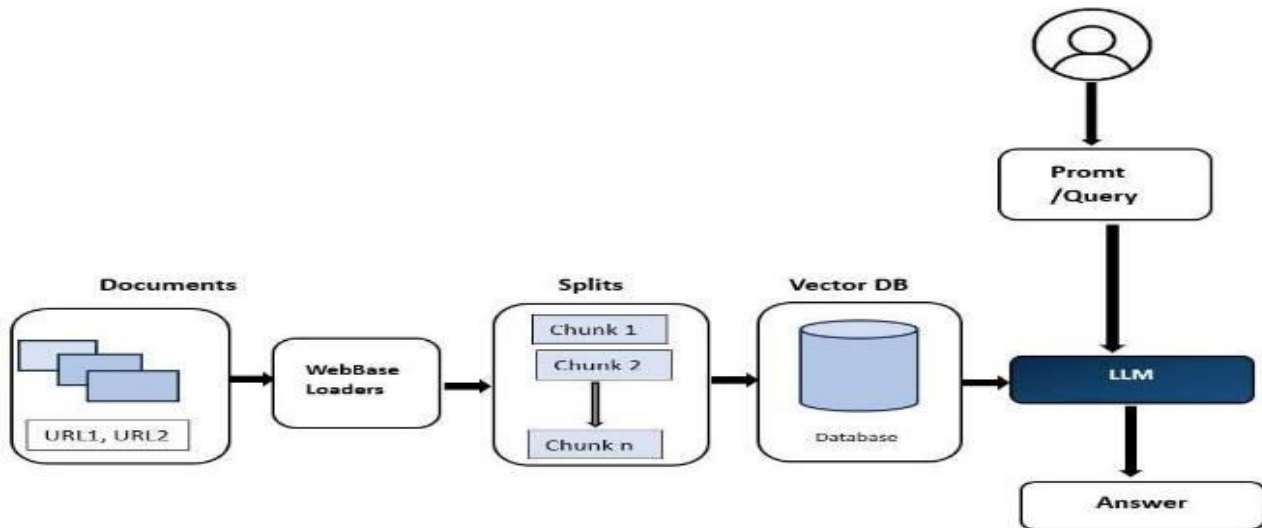 Promt
/Query
Documents
Splits
Vector DB
URL1, URL2
WebBase
Loaders
Chunk 1
Chunk 2
Chunk n
Database
LLM
Answer